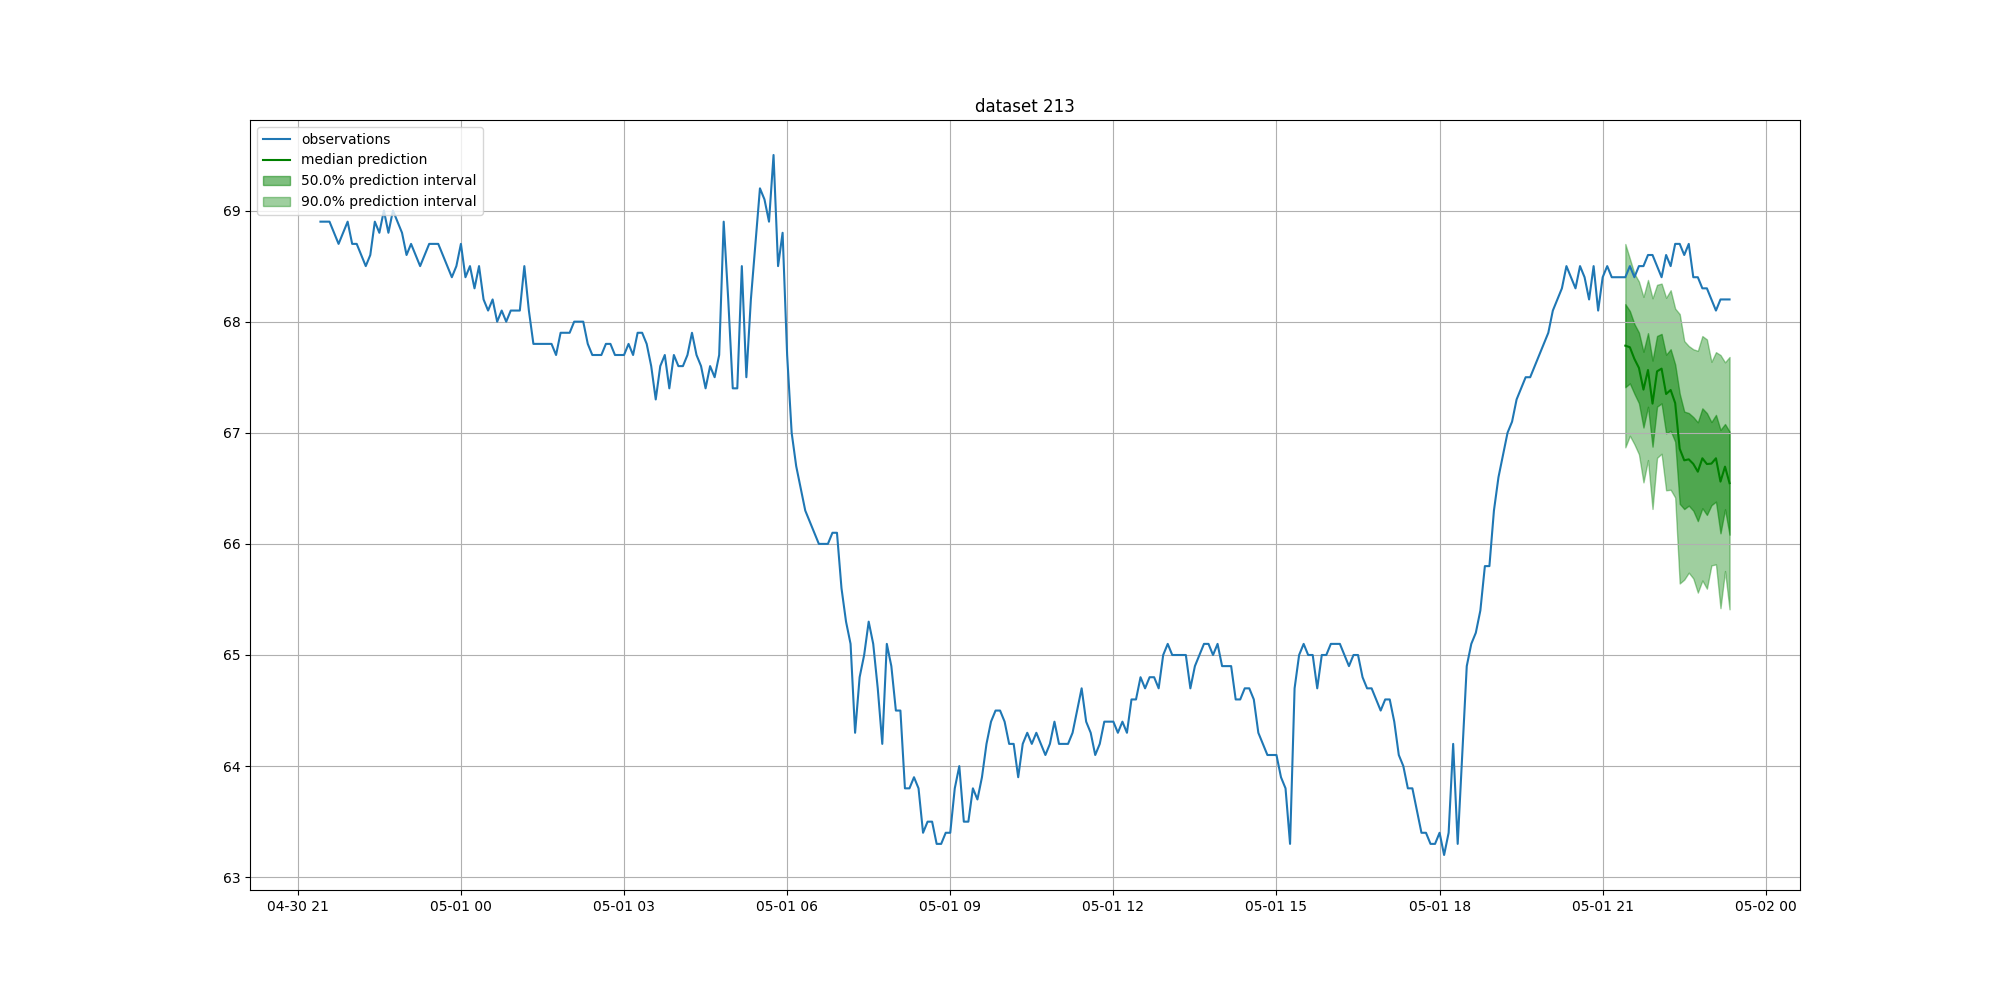 dataset 213
observations
median prediction
50.0% prediction interval
90.0% prediction interval
69
68
67
66
65
64
63
04-30 21 05-01 00 05-01 03 05-01 06 05-01 09 05-01 12 05-01 15 05-01 18 05-01 21 05-02 00